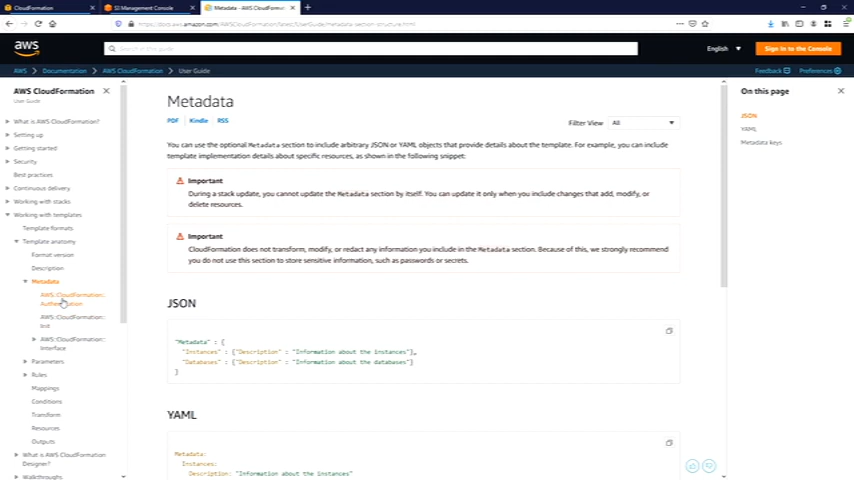 CloudFormation
S3 Management Console
Metadata - AWS CloudFormation
https://docs.aws.amazon.com/AWSCloudFormation/latest/UserGuide/metadata-section-structure.html
aws
Search in this guide
English
Sign In to the Console
AWS > Documentation > AWS CloudFormation > User Guide
Feedback
Preferences
AWS CloudFormation
User Guide
What is AWS CloudFormation?
Setting up
Getting started
Security
Best practices
Continuous delivery
Working with stacks
Working with templates
Template formats
Template anatomy
Format version
Description
Metadata
AWS::CloudFormation::
Authentication
AWS::CloudFormation::
Init
AWS::CloudFormation::
Interface
Parameters
Rules
Mappings
Conditions
Transform
Resources
Outputs
What is AWS CloudFormation
Designer?
Walkthroughs
Metadata
PDF Kindle RSS
Filter View All
You can use the optional Metadata section to include arbitrary JSON or YAML objects that provide details about the template. For example, you can include
template implementation details about specific resources, as shown in the following snippet:
Important
During a stack update, you cannot update the Metadata section by itself. You can update it only when you include changes that add, modify, or
delete resources.
Important
CloudFormation does not transform, modify, or redact any information you include in the Metadata section. Because of this, we strongly recommend
you do not use this section to store sensitive information, such as passwords or secrets.
JSON
"Metadata" : {
"Instances" : {"Description" : "Information about the instances"},
"Databases" : {"Description" : "Information about the databases"}
}
YAML
Metadata:
Instances:
Description: "Information about the instances"
On this page
JSON
YAML
Metadata keys